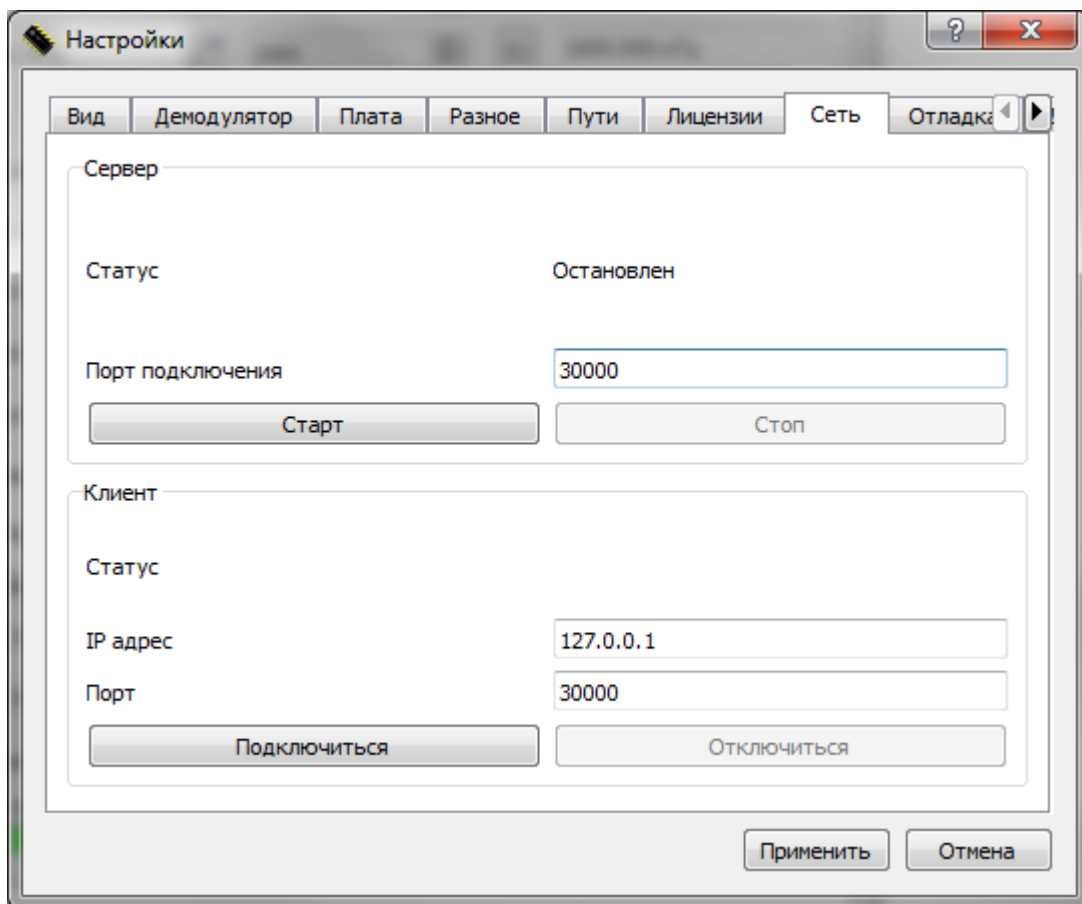 Настройки
Вид Демодулятор Плата Разное Пути Лицензии Сеть Отладка
Сервер
Статус Остановлен
Порт подключения 30000
Старт Стоп
Клиент
Статус
IP адрес 127.0.0.1
Порт 30000
Подключиться Отключиться
Применить Отмена